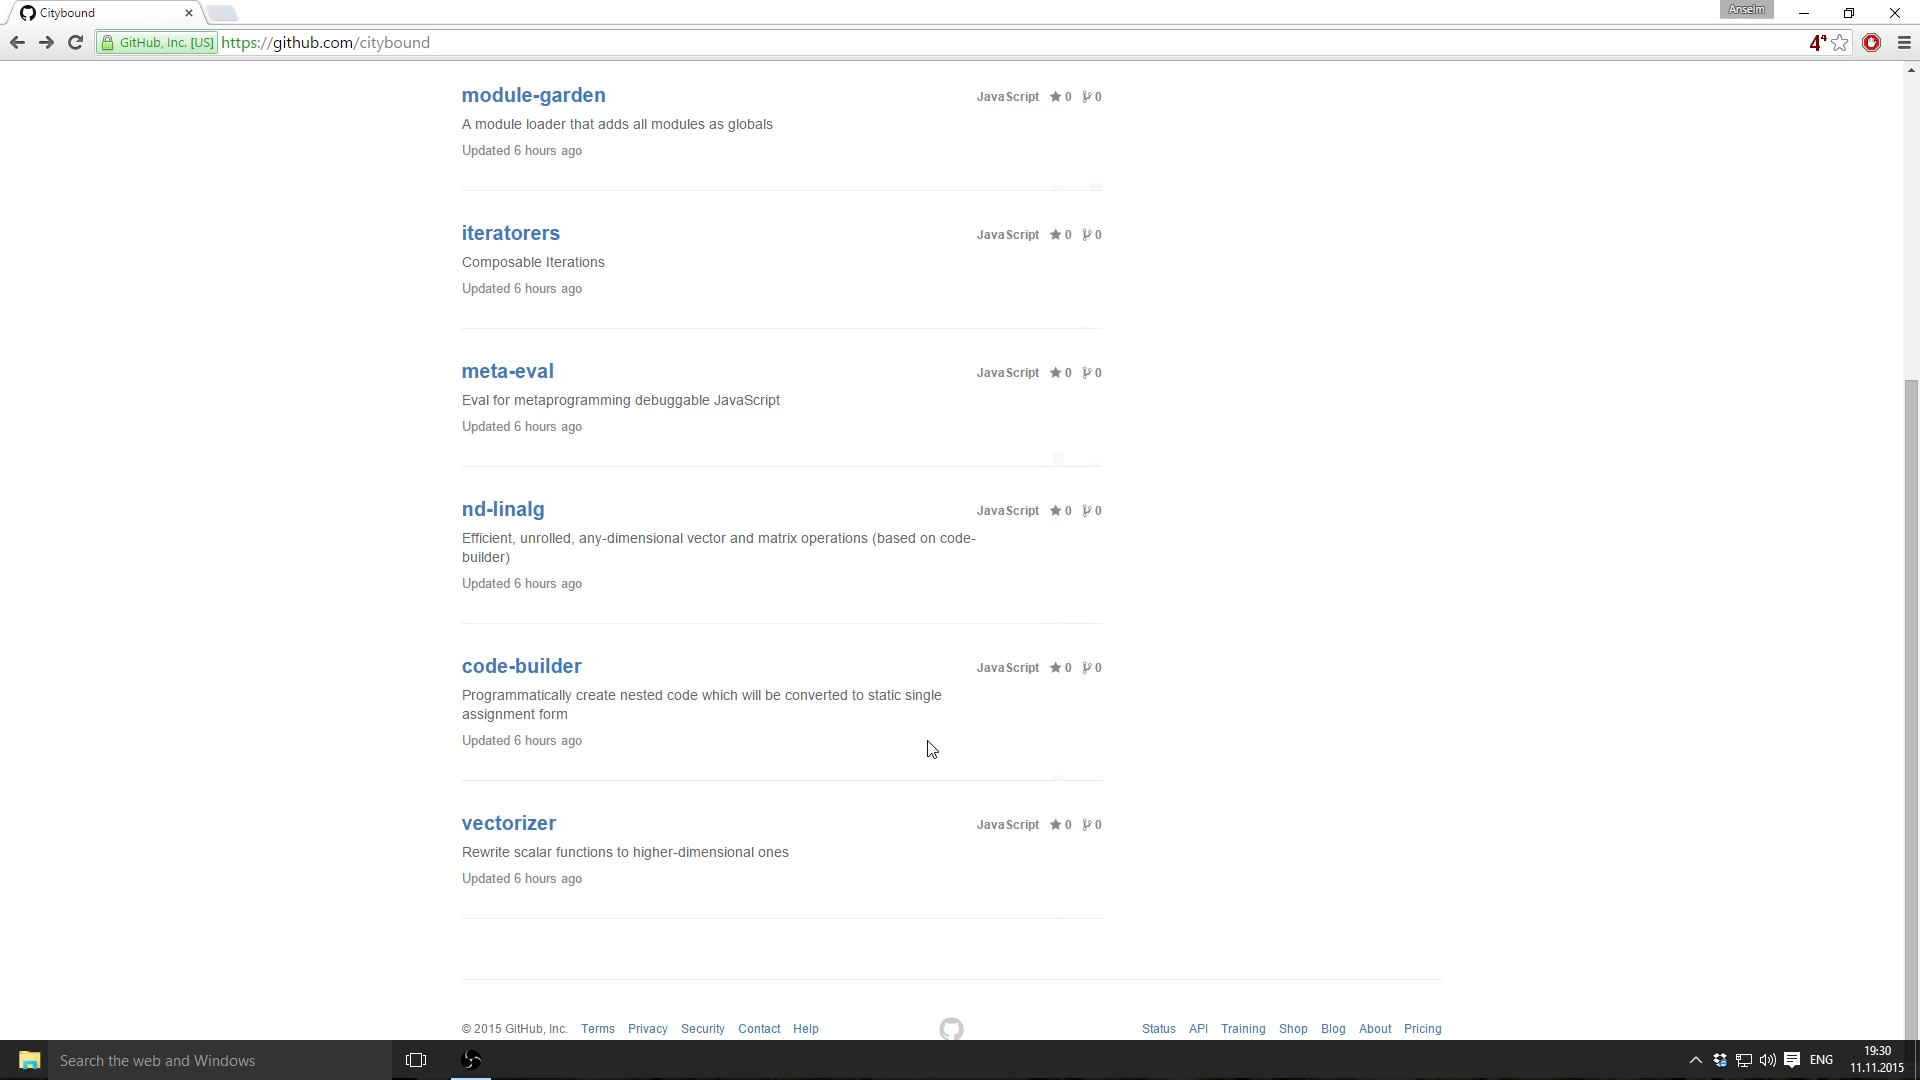 Citybound
Anselm
GitHub, Inc. [US] https://github.com/citybound
4⁴
module-garden JavaScript 0 0
A module loader that adds all modules as globals
Updated 6 hours ago
iteratorers JavaScript 0 0
Composable Iterations
Updated 6 hours ago
meta-eval JavaScript 0 0
Eval for metaprogramming debuggable JavaScript
Updated 6 hours ago
nd-linalg JavaScript 0 0
Efficient, unrolled, any-dimensional vector and matrix operations (based on code-
builder)
Updated 6 hours ago
code-builder JavaScript 0 0
Programmatically create nested code which will be converted to static single
assignment form
Updated 6 hours ago
vectorizer JavaScript 0 0
Rewrite scalar functions to higher-dimensional ones
Updated 6 hours ago
© 2015 GitHub, Inc. Terms Privacy Security Contact Help Status API Training Shop Blog About Pricing
Search the web and Windows ENG 19:30
11.11.2015